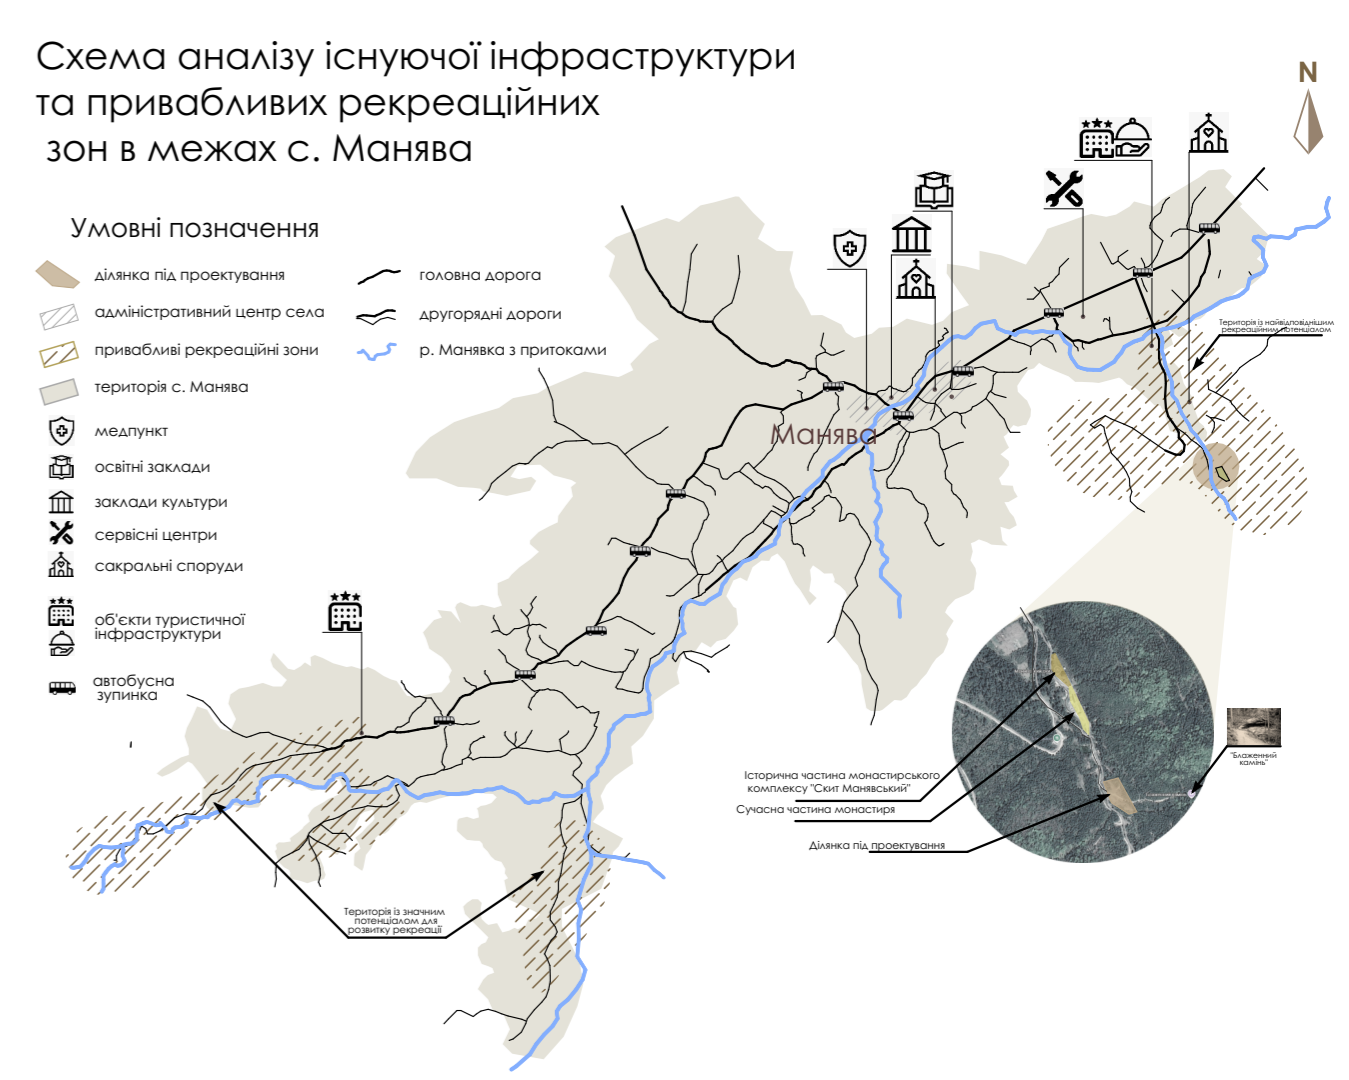 Схема аналізу існуючої інфраструктури
та привабливих рекреаційних
зон в межах с. Манява
N
Умовні позначення
ділянка під проектування
адміністративний центр села
привабливі рекреаційні зони
територія с. Манява
медпункт
освітні заклади
заклади культури
сервісні центри
сакральні споруди
об'єкти туристичної
інфраструктури
автобусна
зупинка
головна дорога
другорядні дороги
р. Манявка з притоками
Територія із найвідповіднішим
рекреаційним потенціалом
Манява
Історична частина монастирського
комплексу "Скит Манявський"
Сучасна частина монастиря
Ділянка під проектування
"Блаженний
камінь"
Територія із значним
потенціалом для
розвитку рекреації